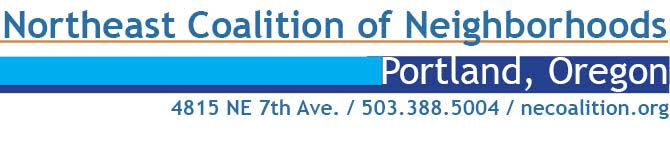 Northeast Coalition of Neighborhoods
Portland, Oregon
4815 NE 7th Ave. / 503.388.5004 / necoalition.org